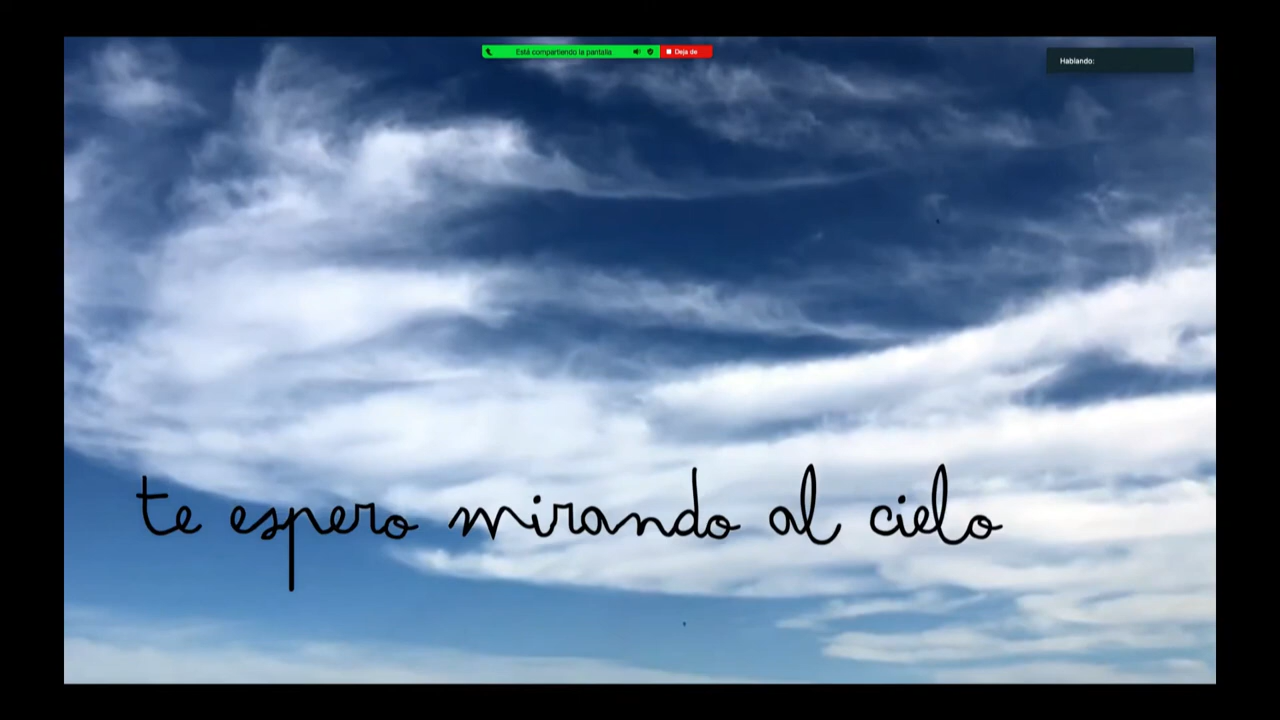 Está compartiendo la pantalla
Deja de
Hablando:
te espero mirando al cielo